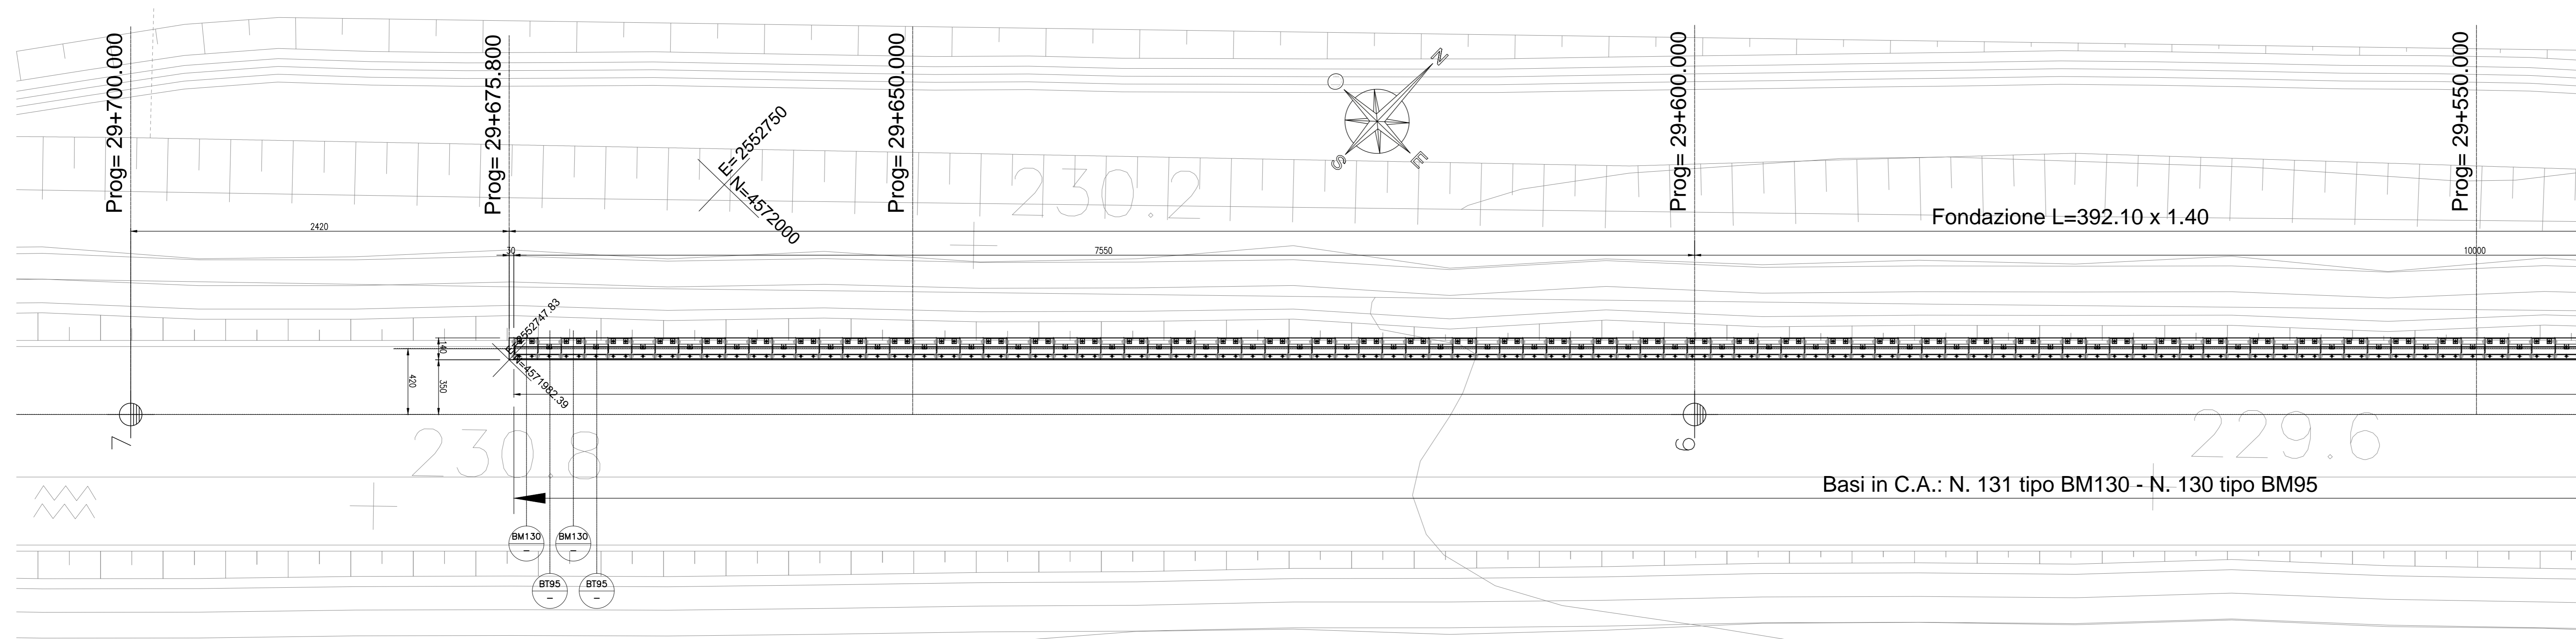 Prog= 29+700.000
Prog= 29+675.800
Prog= 29+650.000
Prog= 29+600.000
Prog= 29+550.000
N
O
S
E
E= 2552750
N=4572000
230.2
Fondazione L=392.10 x 1.40
2420
30
7550
10000
2552747.83
N=4571982.39
140
420
350
7
6
230.8
229.6
Basi in C.A.: N. 131 tipo BM130 - N. 130 tipo BM95
BM130
–
BM130
–
BT95
–
BT95
–